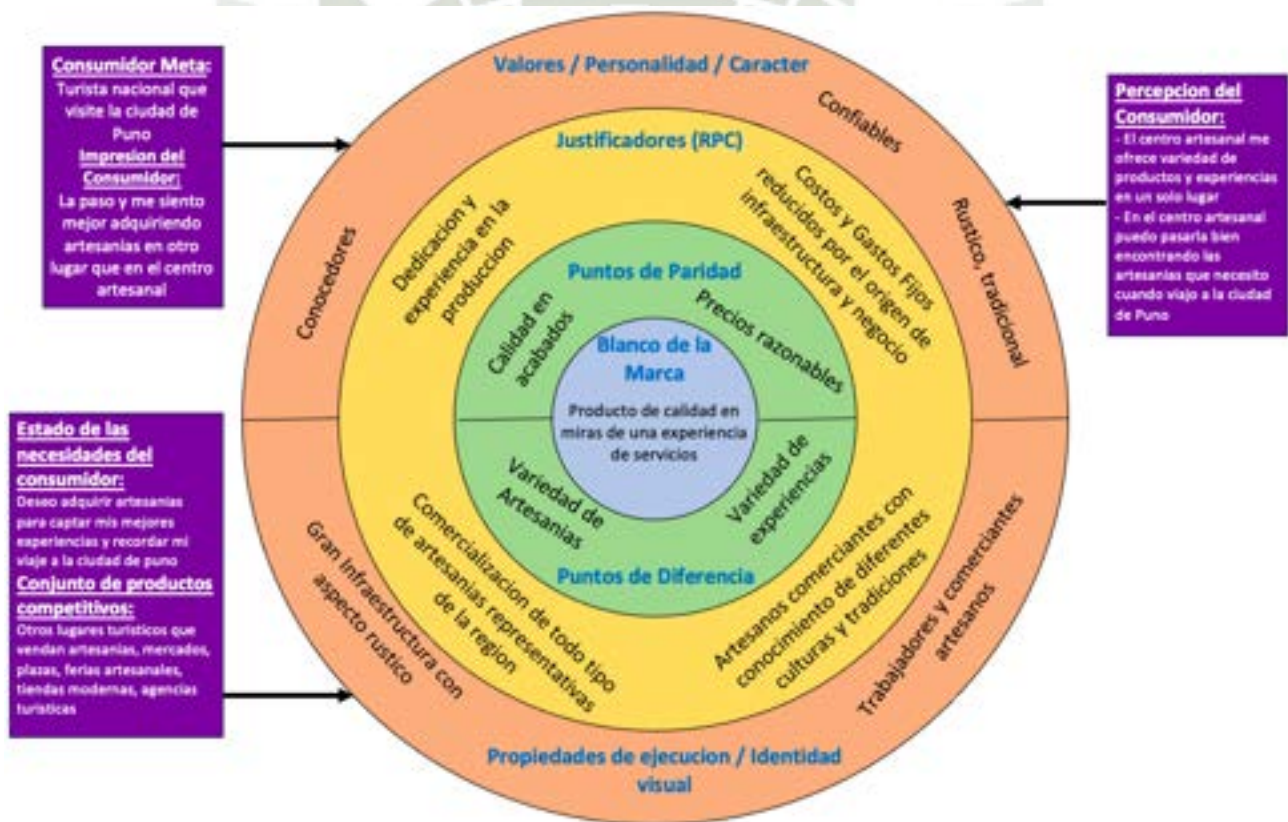 Consumidor Meta:
Turista nacional que
visite la ciudad de
Puno
Impresion del
Consumidor:
La paso y me siento
mejor adquiriendo
artesanias en otro
lugar que en el centro
artesanal
Estado de las
necesidades del
consumidor:
Deseo adquirir artesanias
para captar mis mejores
experiencias y recordar mi
viaje a la ciudad de puno
Conjunto de productos
competitivos:
Otros lugares turisticos que
vendan artesanias, mercados,
plazas, ferias artesanales,
tiendas modernas, agencias
turisticas
Valores / Personalidad / Caracter
Conocedores
Confiables
Rustico, tradicional
Justificadores (RPC)
Dedicacion y
experiencia en la
produccion
Costos y Gastos Fijos
reducidos por el origen de
infraestructura y negocio
Puntos de Paridad
Calidad en
acabados
Precios razonables
Blanco de la
Marca
Producto de calidad en
miras de una experiencia
de servicios
Variedad de
Artesanias
Variedad de
experiencias
Puntos de Diferencia
Comercializacion de todo tipo
de artesanias representativas
de la region
Artesanos comerciantes con
conocimiento de diferentes
culturas y tradiciones
Gran infraestructura con
aspecto rustico
Trabajadores y comerciantes
artesanos
Propiedades de ejecucion / Identidad
visual
Percepcion del
Consumidor:
- El centro artesanal me
ofrece variedad de
productos y experiencias
en un solo lugar
- En el centro artesanal
puedo pasarla bien
encontrando las
artesanias que necesito
cuando viajo a la ciudad
de Puno